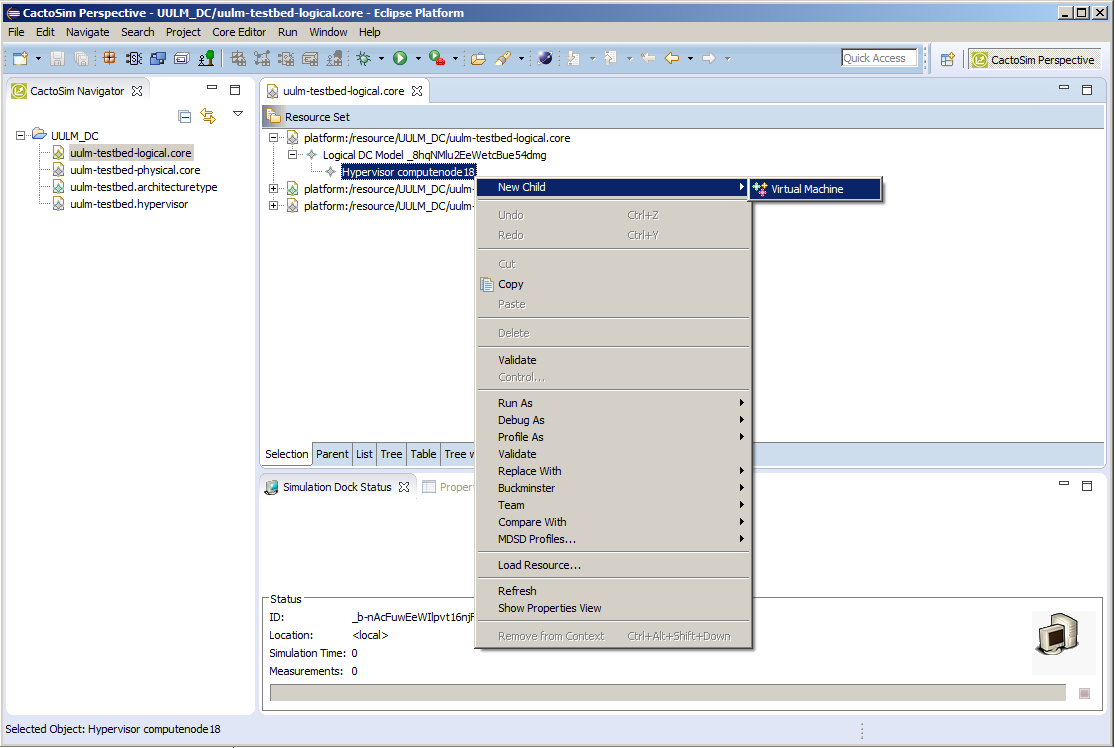 CactoSim Perspective - UULM_DC/uulm-testbed-logical.core - Eclipse Platform
File Edit Navigate Search Project Core Editor Run Window Help
Quick Access
CactoSim Perspective
CactoSim Navigator
UULM_DC
uulm-testbed-logical.core
uulm-testbed-physical.core
uulm-testbed.architecturetype
uulm-testbed.hypervisor
uulm-testbed-logical.core
Resource Set
platform:/resource/UULM_DC/uulm-testbed-logical.core
Logical DC Model _8hqNMlu2EeWetcBue54dmg
Hypervisor computenode18
platform:/resource/UULM_DC/uulm-
platform:/resource/UULM_DC/uulm-
New Child
Virtual Machine
Undo Ctrl+Z
Redo Ctrl+Y
Cut
Copy
Paste
Delete
Validate
Control...
Run As
Debug As
Profile As
Validate
Replace With
Buckminster
Team
Compare With
MDSD Profiles...
Load Resource...
Refresh
Show Properties View
Remove from Context Ctrl+Alt+Shift+Down
Selection Parent List Tree Table Tree
Simulation Dock Status
Proper
Status
ID:
Location: <local>
Simulation Time: 0
Measurements: 0
Selected Object: Hypervisor computenode18